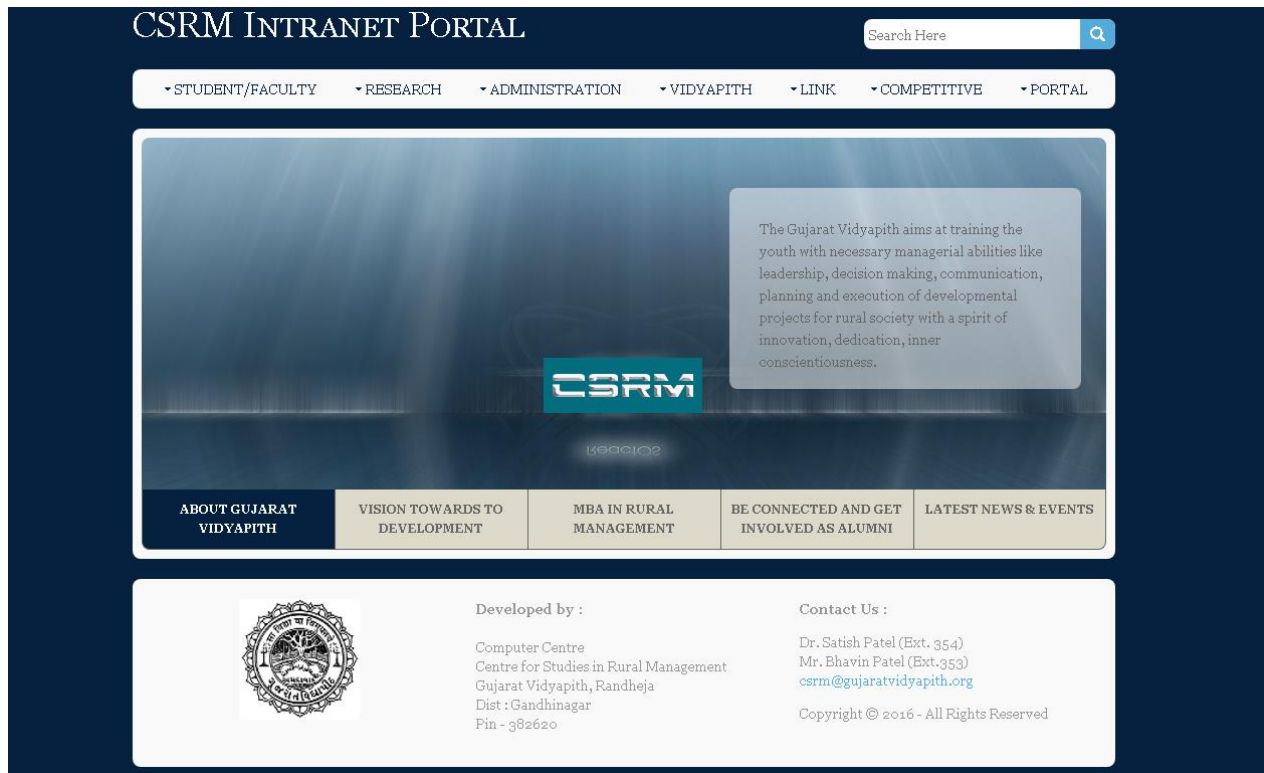 CSRM INTRANET PORTAL
Search Here
STUDENT/FACULTY RESEARCH ADMINISTRATION VIDYAPITH LINK COMPETITIVE PORTAL
The Gujarat Vidyapith aims at training the
youth with necessary managerial abilities like
leadership, decision making, communication,
planning and execution of developmental
projects for rural society with a spirit of
innovation, dedication, inner
conscientiousness.
CSRM
ReactOS
ABOUT GUJARAT
VIDYAPITH
VISION TOWARDS TO
DEVELOPMENT
MBA IN RURAL
MANAGEMENT
BE CONNECTED AND GET
INVOLVED AS ALUMNI
LATEST NEWS & EVENTS
Developed by :
Computer Centre
Centre for Studies in Rural Management
Gujarat Vidyapith, Randheja
Dist : Gandhinagar
Pin - 382620
Contact Us :
Dr. Satish Patel (Ext. 354)
Mr. Bhavin Patel (Ext.353)
csrm@gujaratvidyapith.org
Copyright © 2016 - All Rights Reserved